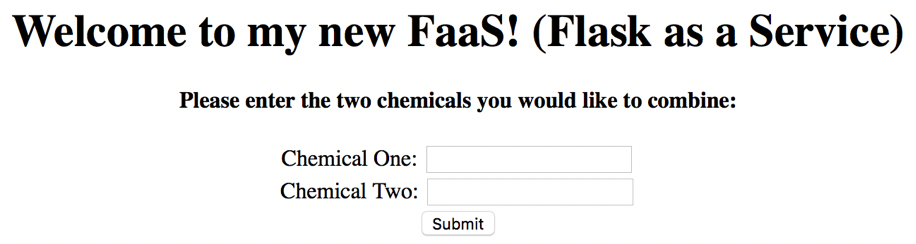 Welcome to my new FaaS! (Flask as a Service)
Please enter the two chemicals you would like to combine:
Chemical One:
Chemical Two:
Submit